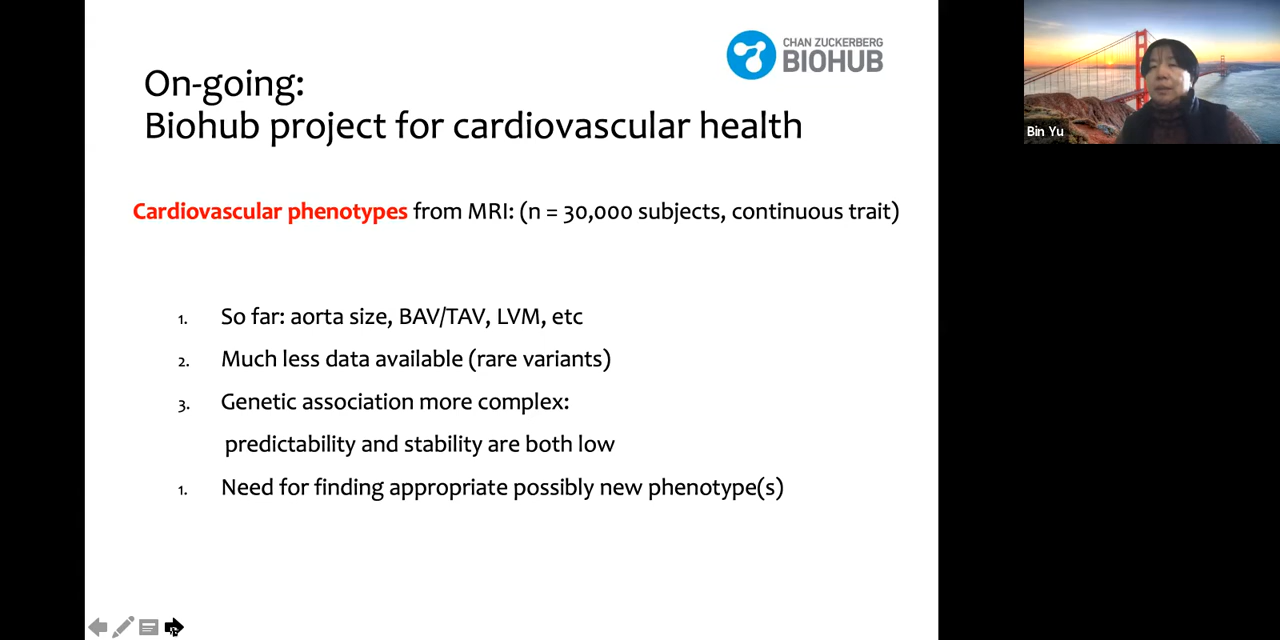 CHAN ZUCKERBERG
BIOHUB
On-going:
Biohub project for cardiovascular health
Cardiovascular phenotypes from MRI: (n = 30,000 subjects, continuous trait)
1. So far: aorta size, BAV/TAV, LVM, etc
2. Much less data available (rare variants)
3. Genetic association more complex:
predictability and stability are both low
1. Need for finding appropriate possibly new phenotype(s)
Bin Yu